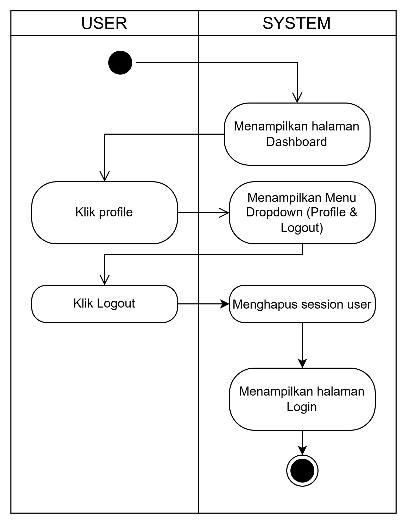 USER
SYSTEM
Menampilkan halaman
Dashboard
Klik profile
Menampilkan Menu
Dropdown (Profile &
Logout)
Klik Logout
Menghapus session user
Menampilkan halaman
Login